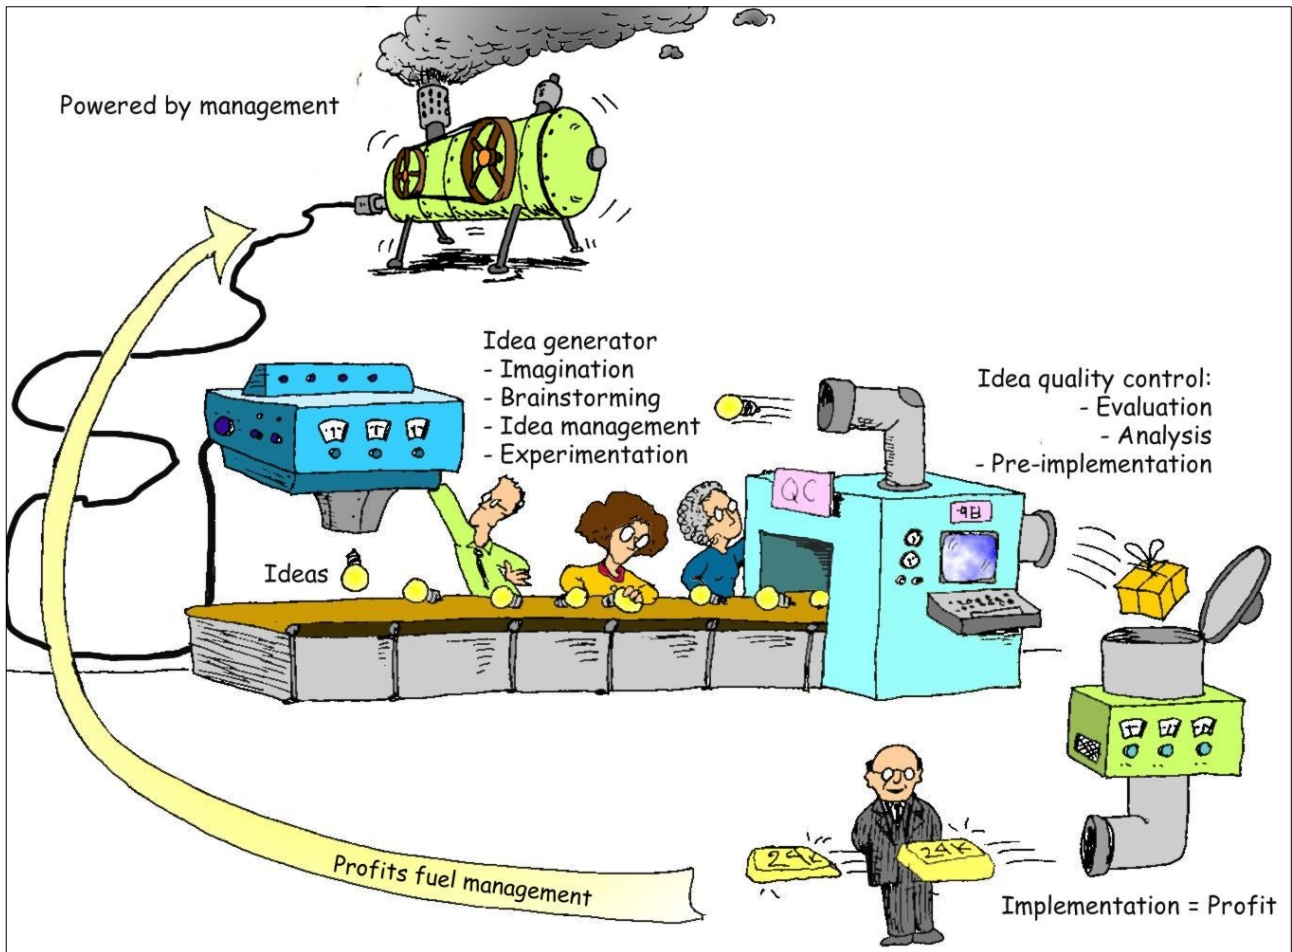 Powered by management
Idea generator
- Imagination
- Brainstorming
- Idea management
- Experimentation
Idea quality control:
- Evaluation
- Analysis
- Pre-implementation
QC
Ideas
24K
24K
Profits fuel management
Implementation = Profit